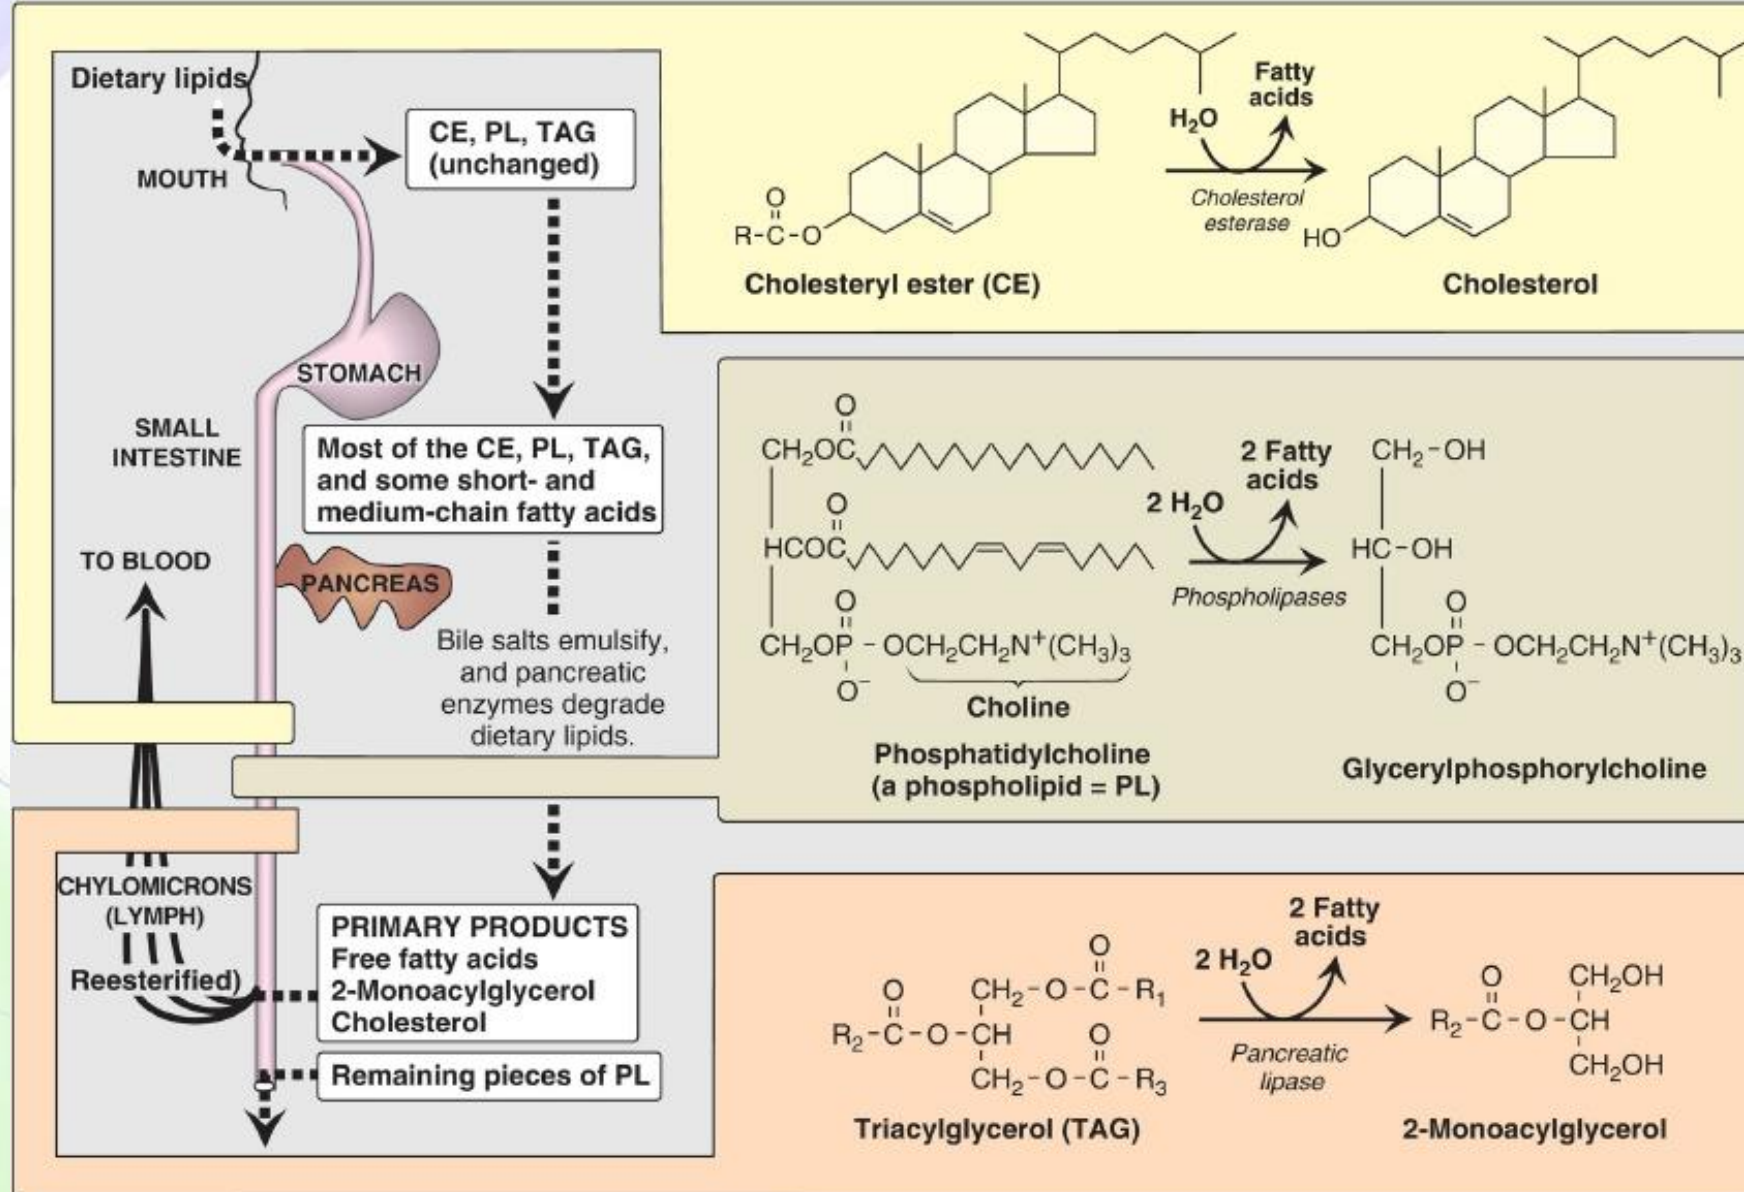 Dietary lipids
MOUTH
CE, PL, TAG
(unchanged)
STOMACH
SMALL
INTESTINE
Most of the CE, PL, TAG,
and some short- and
medium-chain fatty acids
TO BLOOD
PANCREAS
Bile salts emulsify,
and pancreatic
enzymes degrade
dietary lipids.
CHYLOMICRONS
(LYMPH)
Reesterified)
PRIMARY PRODUCTS
Free fatty acids
2-Monoacylglycerol
Cholesterol
Remaining pieces of PL
O
R-C-O
H₂O
Fatty
acids
Cholesterol
esterase
HO
Cholesteryl ester (CE)
Cholesterol
O
CH₂OC
O
HCOC
O
CH₂OP-OCH₂CH₂N⁺(CH₃)₃
O⁻
Choline
Phosphatidylcholine
(a phospholipid = PL)
2 H₂O
2 Fatty
acids
Phospholipases
CH₂-OH
HC-OH
O
CH₂OP-OCH₂CH₂N⁺(CH₃)₃
O⁻
Glycerylphosphorylcholine
O
CH₂-O-C-R₁
O
R₂-C-O-CH
O
CH₂-O-C-R₃
Triacylglycerol (TAG)
2 H₂O
2 Fatty
acids
Pancreatic
lipase
CH₂OH
O
R₂-C-O-CH
CH₂OH
2-Monoacylglycerol